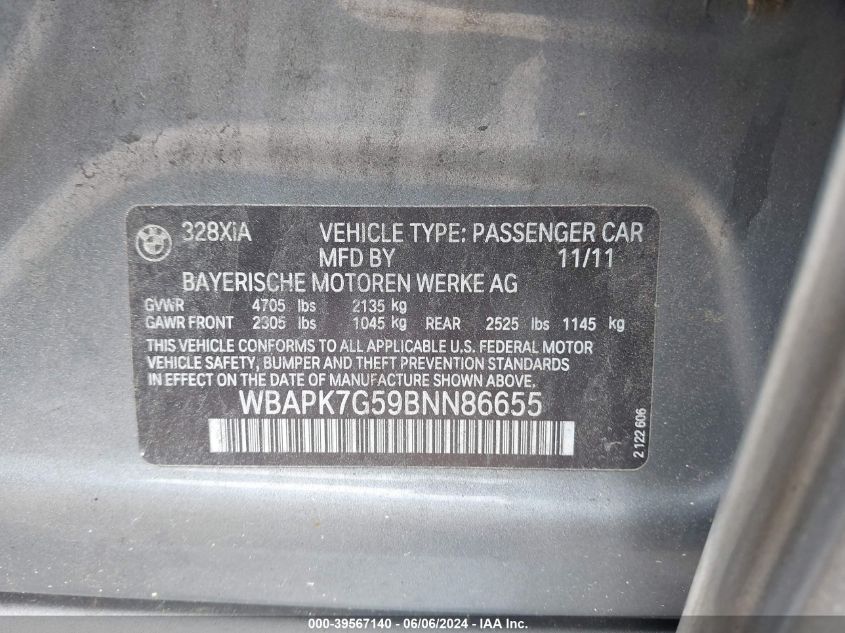 328XiA VEHICLE TYPE: PASSENGER CAR
MFD BY 11/11
BAYERISCHE MOTOREN WERKE AG
GVWR 4705 lbs 2135 kg
GAWR FRONT 2305 lbs 1045 kg REAR 2525 lbs 1145 kg
THIS VEHICLE CONFORMS TO ALL APPLICABLE U.S. FEDERAL MOTOR
VEHICLE SAFETY, BUMPER AND THEFT PREVENTION STANDARDS
IN EFFECT ON THE DATE OF MANUFACTURE SHOWN ABOVE.
WBAPK7G59BNN86655
2 122 606
000-39567140 - 06/06/2024 - IAA Inc.